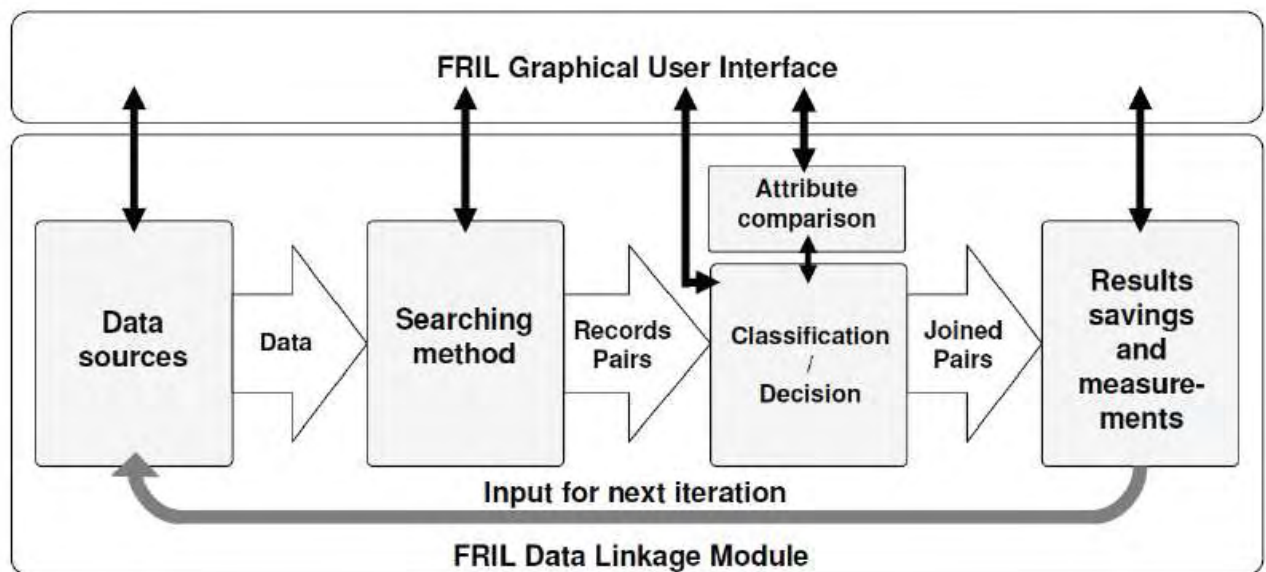 FRIL Graphical User Interface
Attribute
comparison
Data
sources
Data
Searching
method
Records
Pairs
Classification
/
Decision
Joined
Pairs
Results
savings
and
measure-
ments
Input for next iteration
FRIL Data Linkage Module